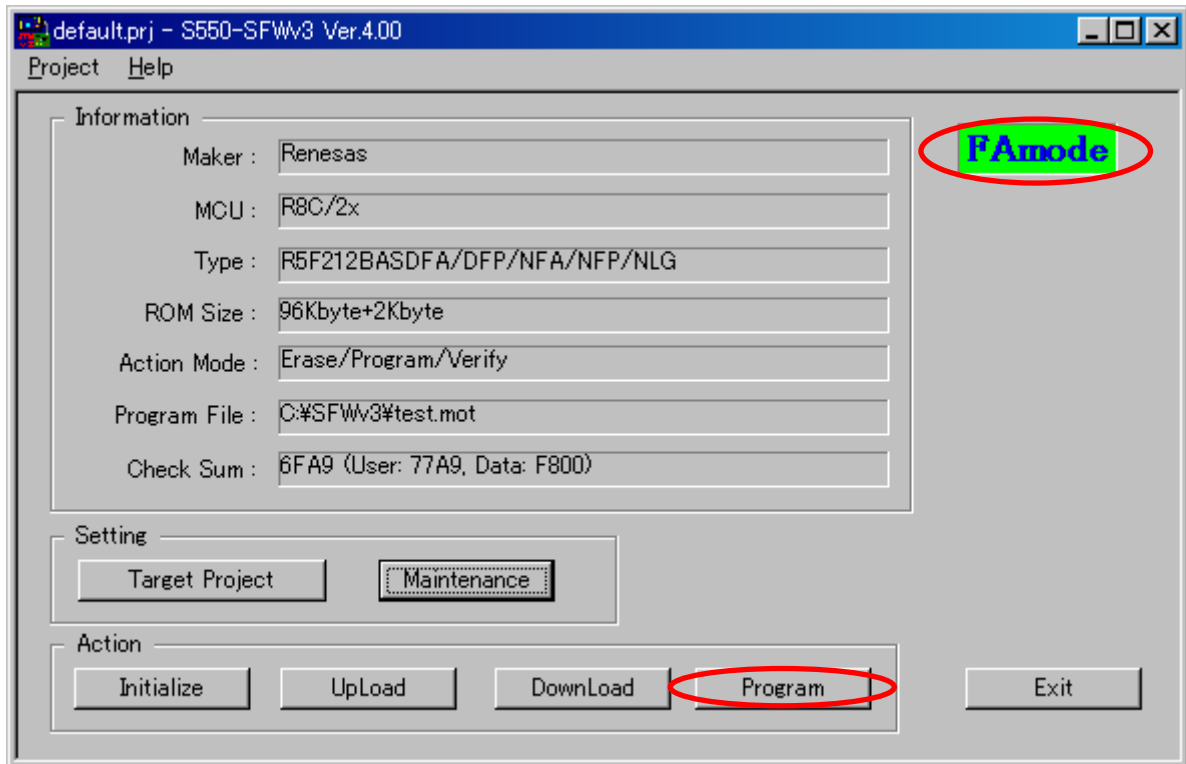 default.prj - S550-SFWv3 Ver.4.00
Project Help
Information
FAmode
Maker : Renesas
MCU : R8C/2x
Type : R5F212BASDFA/DFP/NFA/NFP/NLG
ROM Size : 96Kbyte+2Kbyte
Action Mode : Erase/Program/Verify
Program File : C:¥SFWv3¥test.mot
Check Sum : 6FA9 (User: 77A9, Data: F800)
Setting
Target Project Maintenance
Action
Initialize UpLoad DownLoad Program Exit